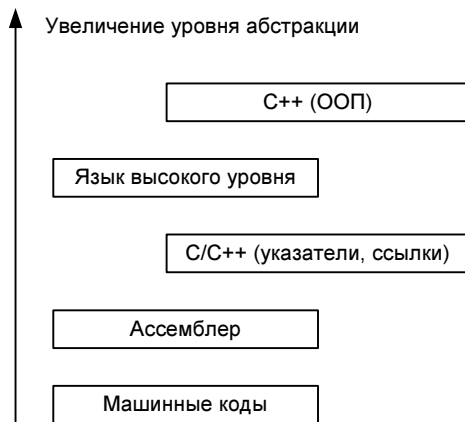 Увеличение уровня абстракции
С++ (ООП)
Язык высокого уровня
С/С++ (указатели, ссылки)
Ассемблер
Машинные коды